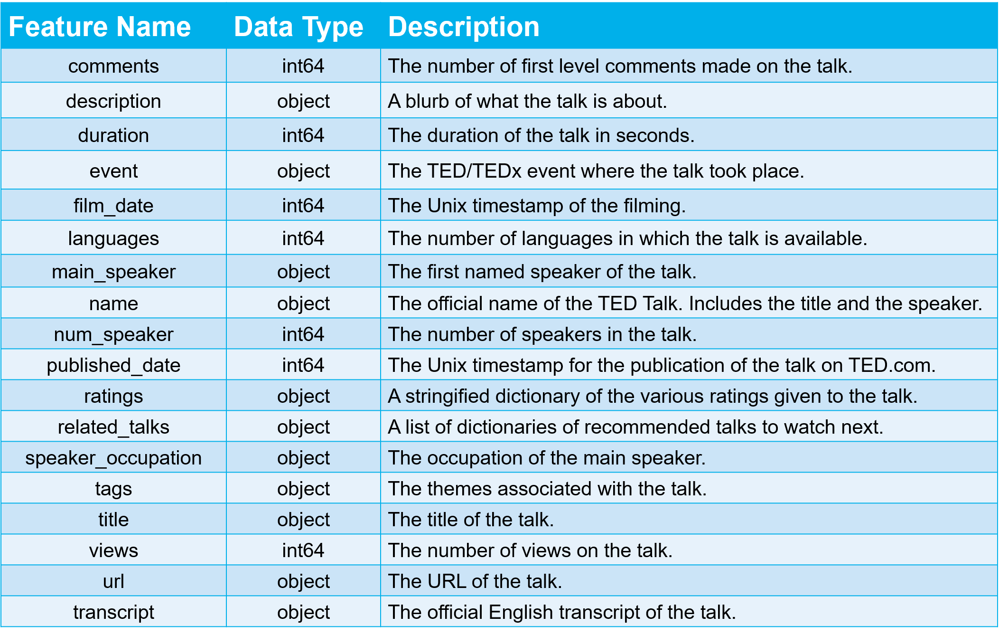 Feature Name Data Type Description
comments int64 The number of first level comments made on the talk.
description object A blurb of what the talk is about.
duration int64 The duration of the talk in seconds.
event object The TED/TEDx event where the talk took place.
film_date int64 The Unix timestamp of the filming.
languages int64 The number of languages in which the talk is available.
main_speaker object The first named speaker of the talk.
name object The official name of the TED Talk. Includes the title and the speaker.
num_speaker int64 The number of speakers in the talk.
published_date int64 The Unix timestamp for the publication of the talk on TED.com.
ratings object A stringified dictionary of the various ratings given to the talk.
related_talks object A list of dictionaries of recommended talks to watch next.
speaker_occupation object The occupation of the main speaker.
tags object The themes associated with the talk.
title object The title of the talk.
views int64 The number of views on the talk.
url object The URL of the talk.
transcript object The official English transcript of the talk.